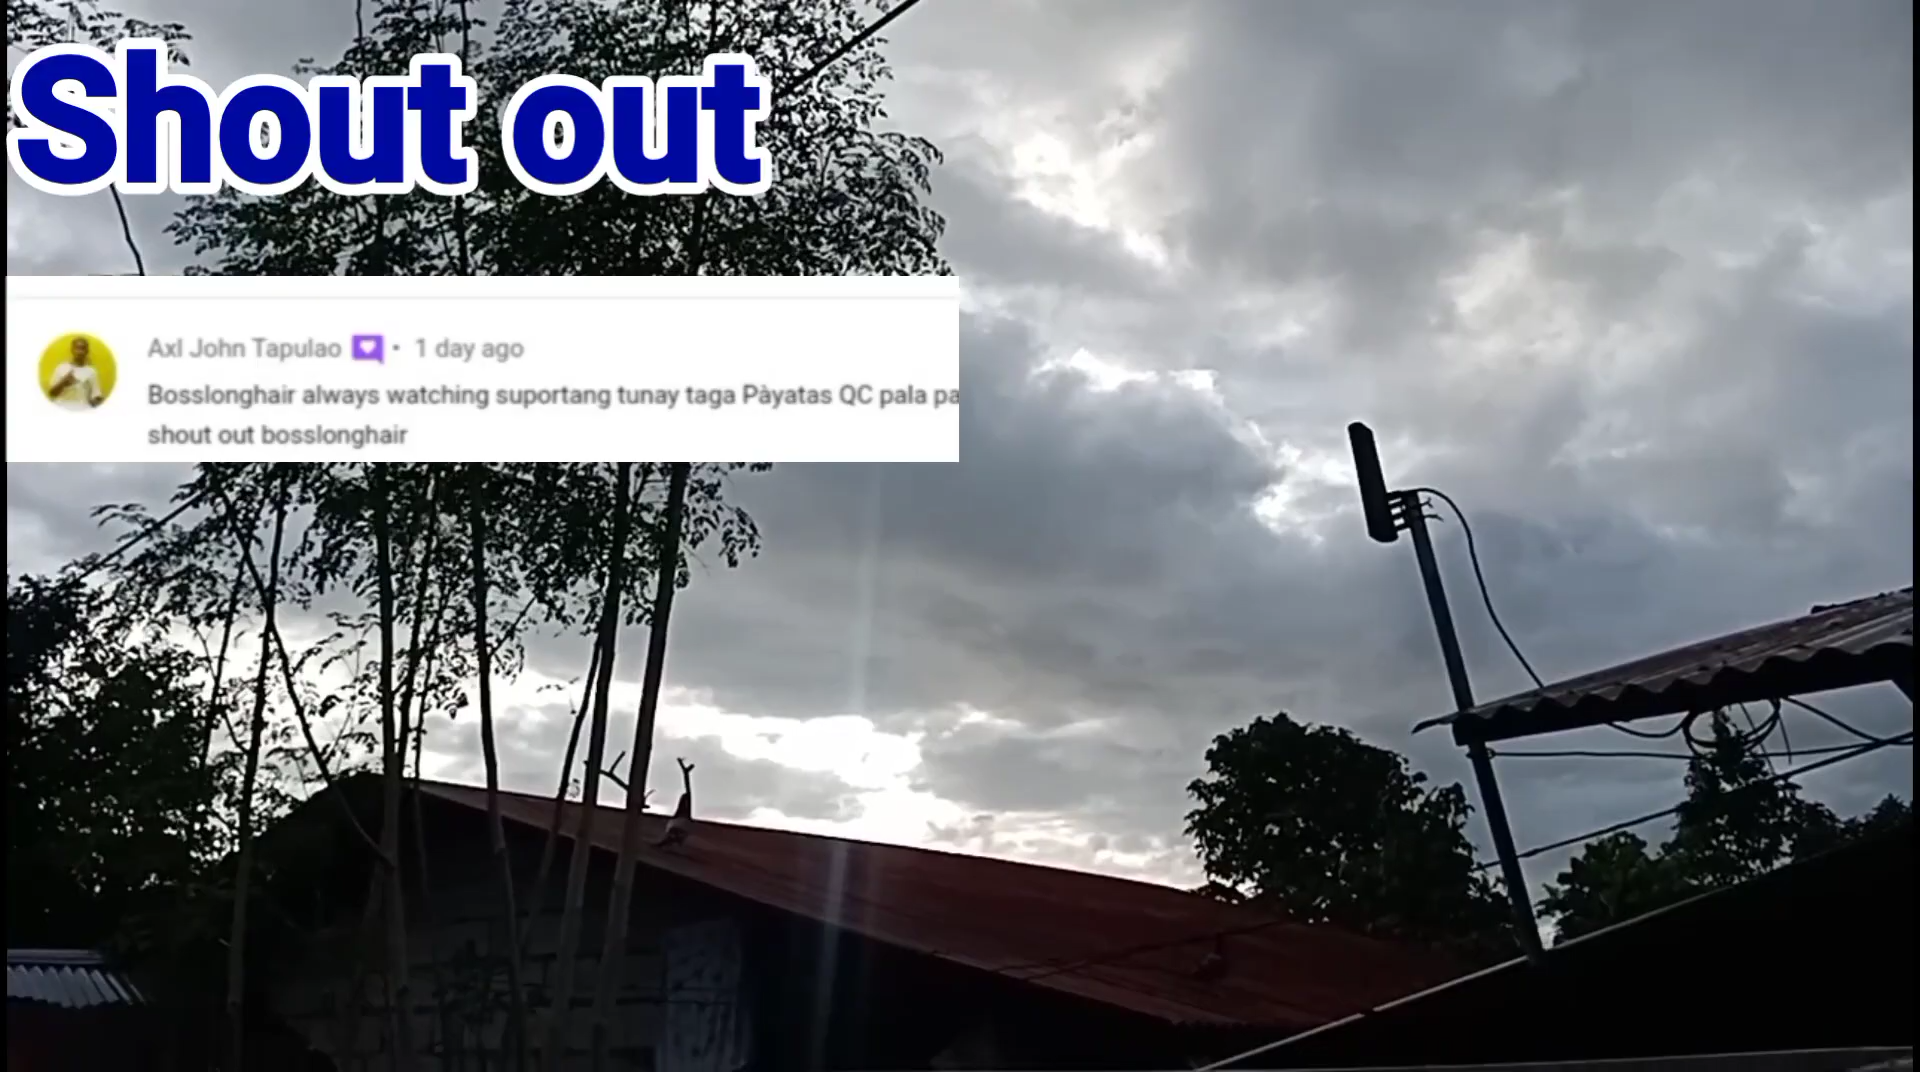 Shout out
Axl John Tapulao • 1 day ago
Bosslonghair always watching suportang tunay taga Pàyatas QC pala pa
shout out bosslonghair